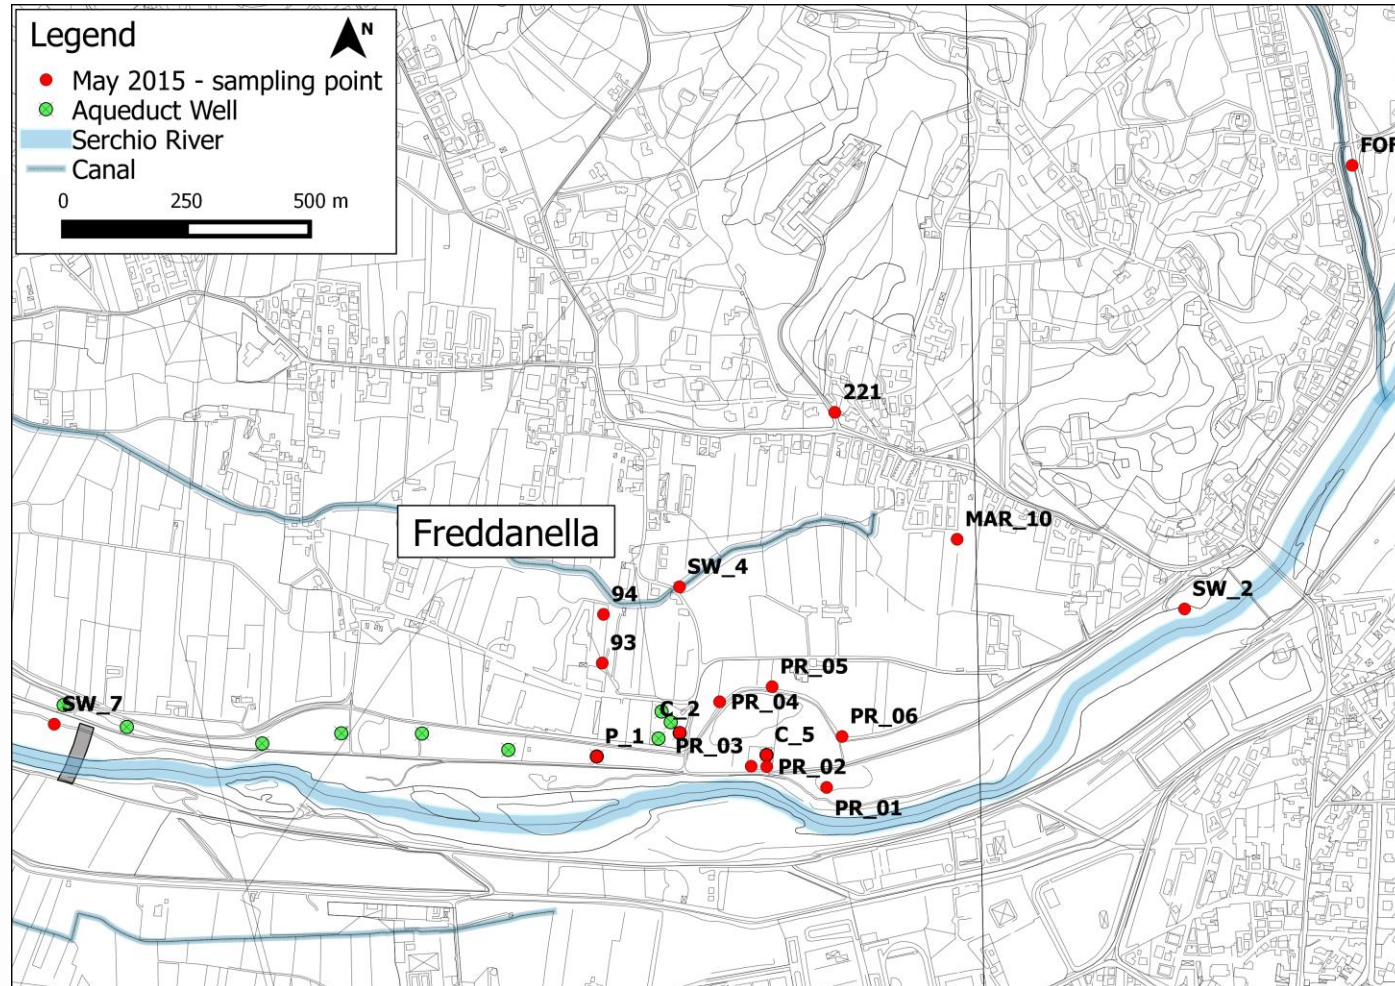 Legend
N
May 2015 - sampling point
Aqueduct Well
Serchio River
Canal
0 250 500 m
FOF
221
MAR_10
Freddanella
SW_4
SW_2
94
93
PR_05
SW_7
C_2
PR_04
PR_06
P_1
PR_03
C_5
PR_02
PR_01